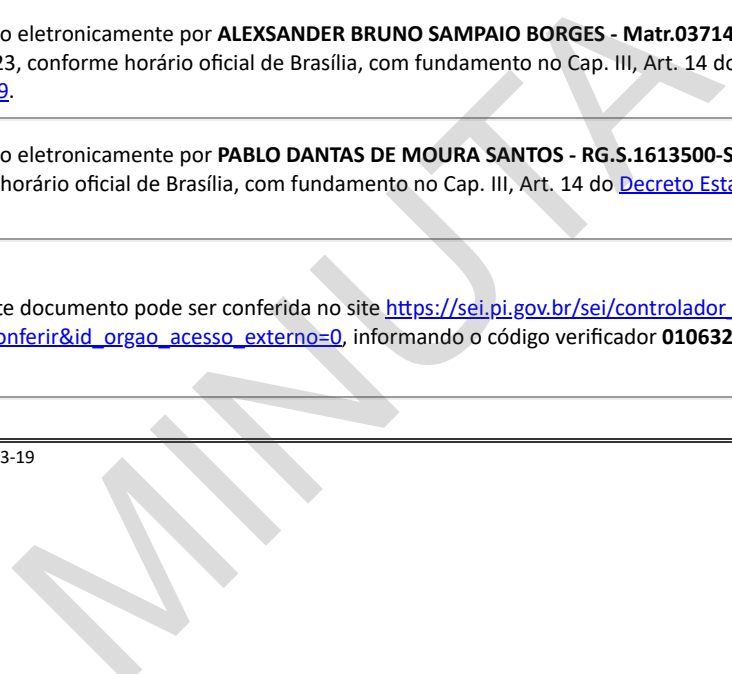 o eletronicamente por ALEXSANDER BRUNO SAMPAIO BORGES - Matr.03714
23, conforme horário oficial de Brasília, com fundamento no Cap. III, Art. 14 do
9.
o eletronicamente por PABLO DANTAS DE MOURA SANTOS - RG.S.1613500-S
horário oficial de Brasília, com fundamento no Cap. III, Art. 14 do Decreto Esta
te documento pode ser conferida no site https://sei.pi.gov.br/sei/controlador_
onferir&id_orgao_acesso_externo=0, informando o código verificador 010632
3-19
MINUTA